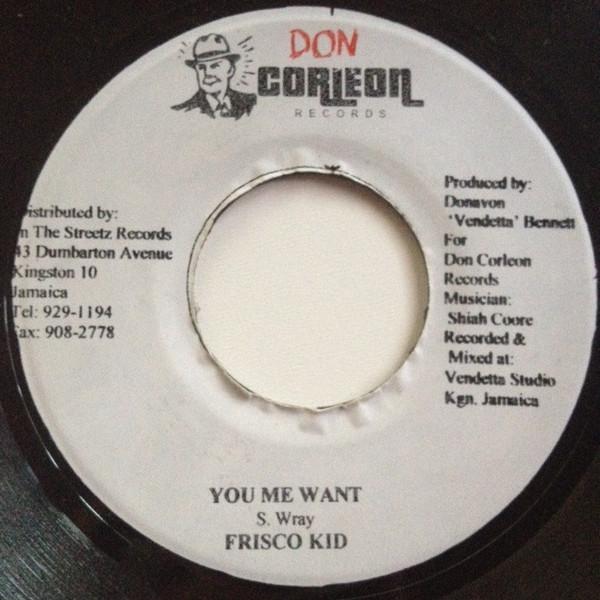 DON
CORLEON
RECORDS
istributed by:
n The Streetz Records
43 Dumbarton Avenue
Kingston 10
Jamaica
Tel: 929-1194
ax: 908-2778
Produced by:
Donavon
'Vendetta' Bennett
For
Don Corleon
Records
Musician:
Shiah Coore
Recorded &
Mixed at:
Vendetta Studio
Kgn. Jamaica
YOU ME WANT
S. Wray
FRISCO KID